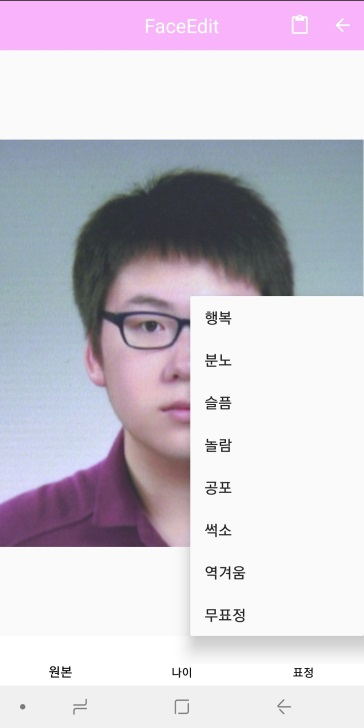 FaceEdit
행복
분노
슬픔
놀람
공포
썩소
역겨움
무표정
원본 나이 표정